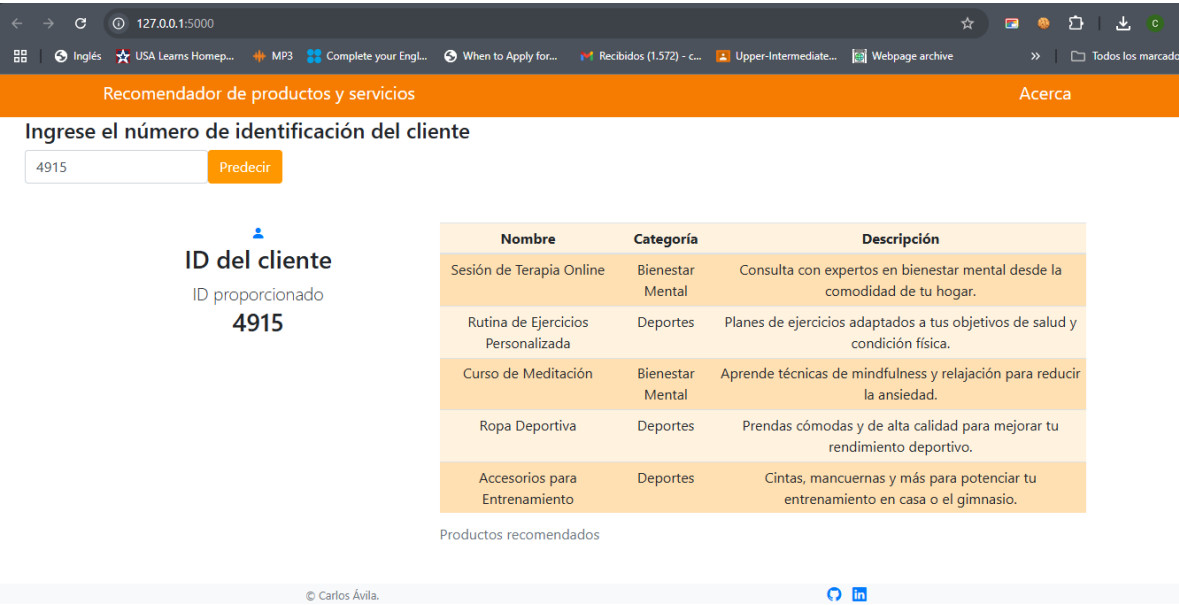 127.0.0.1:5000
C
Inglés
USA Learns Homep...
MP3
Complete your Engl...
When to Apply for...
Recibidos (1.572) - c...
Upper-Intermediate...
Webpage archive
»
Todos los marcado
Recomendador de productos y servicios
Acerca
Ingrese el número de identificación del cliente
4915 Predecir
ID del cliente
ID proporcionado
4915
Nombre Categoría Descripción
Sesión de Terapia Online Bienestar Consulta con expertos en bienestar mental desde la
Mental comodidad de tu hogar.
Rutina de Ejercicios Deportes Planes de ejercicios adaptados a tus objetivos de salud y
Personalizada condición física.
Curso de Meditación Bienestar Aprende técnicas de mindfulness y relajación para reducir
Mental la ansiedad.
Ropa Deportiva Deportes Prendas cómodas y de alta calidad para mejorar tu
rendimiento deportivo.
Accesorios para Deportes Cintas, mancuernas y más para potenciar tu
Entrenamiento entrenamiento en casa o el gimnasio.
Productos recomendados
© Carlos Ávila.
in